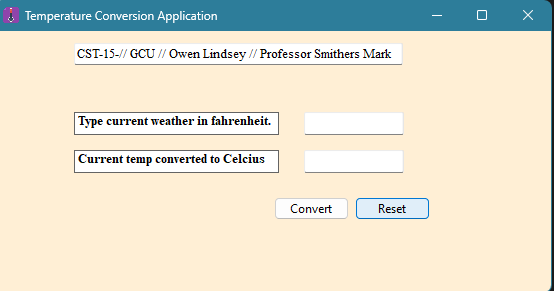 Temperature Conversion Application
CST-15-// GCU // Owen Lindsey // Professor Smithers Mark
Type current weather in fahrenheit.
Current temp converted to Celcius
Convert Reset